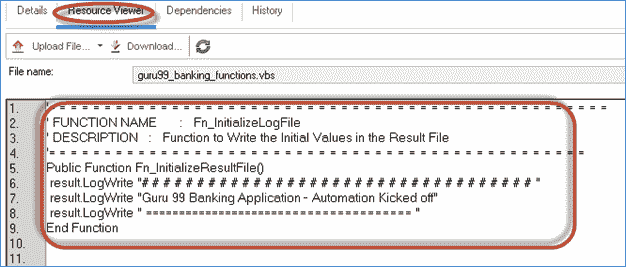 Details Resource Viewer Dependencies History
Upload File... Download...
File name: guru99_banking_functions.vbs
1. ' = = = = = = = = = = = = = = = = = = = = = = = = = = = = = = = = = = = = = = = =
2. ' FUNCTION NAME : Fn_InitializeLogFile
3. ' DESCRIPTION : Function to Write the Initial Values in the Result File
4. '= = = = = = = = = = = = = = = = = = = = = = = = = = = = = = = = = = = = = =
5. Public Function Fn_InitializeResultFile()
6. result.LogWrite "# # # # # # # # # # # # # # # # # # # # # # # # # # # # # # # # # "
7. result.LogWrite "Guru 99 Banking Application - Automation Kicked off"
8. result.LogWrite " ==================================== "
9. End Function
10.
11.